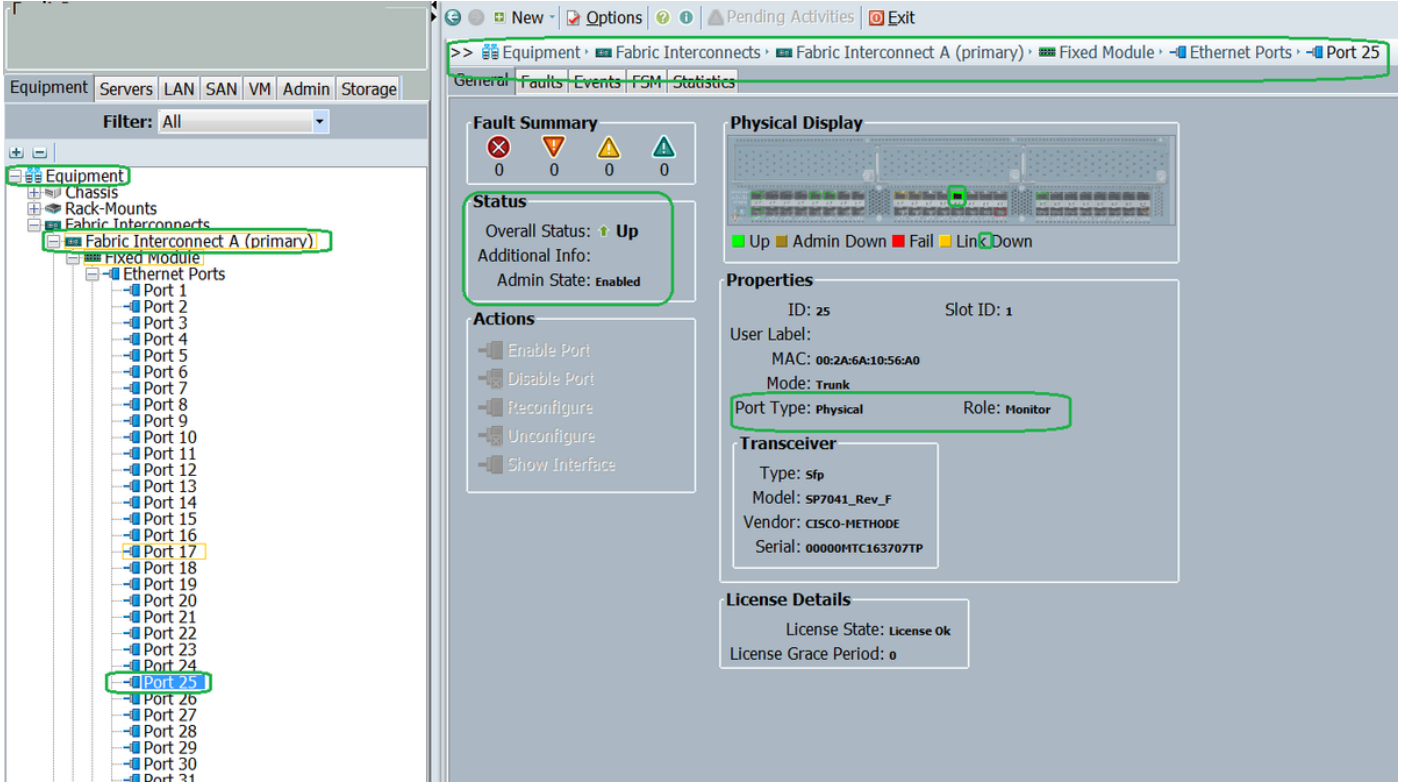 New Options Pending Activities Exit
>> Equipment Fabric Interconnects Fabric Interconnect A (primary) Fixed Module Ethernet Ports Port 25
Equipment Servers LAN SAN VM Admin Storage
Filter: All
Equipment
Chassis
Rack-Mounts
Fabric Interconnects
Fabric Interconnect A (primary)
Fixed Module
Ethernet Ports
Port 1
Port 2
Port 3
Port 4
Port 5
Port 6
Port 7
Port 8
Port 9
Port 10
Port 11
Port 12
Port 13
Port 14
Port 15
Port 16
Port 17
Port 18
Port 19
Port 20
Port 21
Port 22
Port 23
Port 24
Port 25
Port 26
Port 27
Port 28
Port 29
Port 30
Port 31
General Faults Events FSM Statistics
Fault Summary
0 0 0 0
Status
Overall Status: Up
Additional Info:
Admin State: Enabled
Actions
Enable Port
Disable Port
Reconfigure
Unconfigure
Show Interface
Physical Display
Up Admin Down Fail Link Down
Properties
ID: 25 Slot ID: 1
User Label:
MAC: 00:2A:6A:10:56:A0
Mode: Trunk
Port Type: Physical Role: Monitor
Transceiver
Type: Sfp
Model: SP7041_Rev_F
Vendor: CISCO-METHODE
Serial: 00000MTC163707TP
License Details
License State: License Ok
License Grace Period: 0